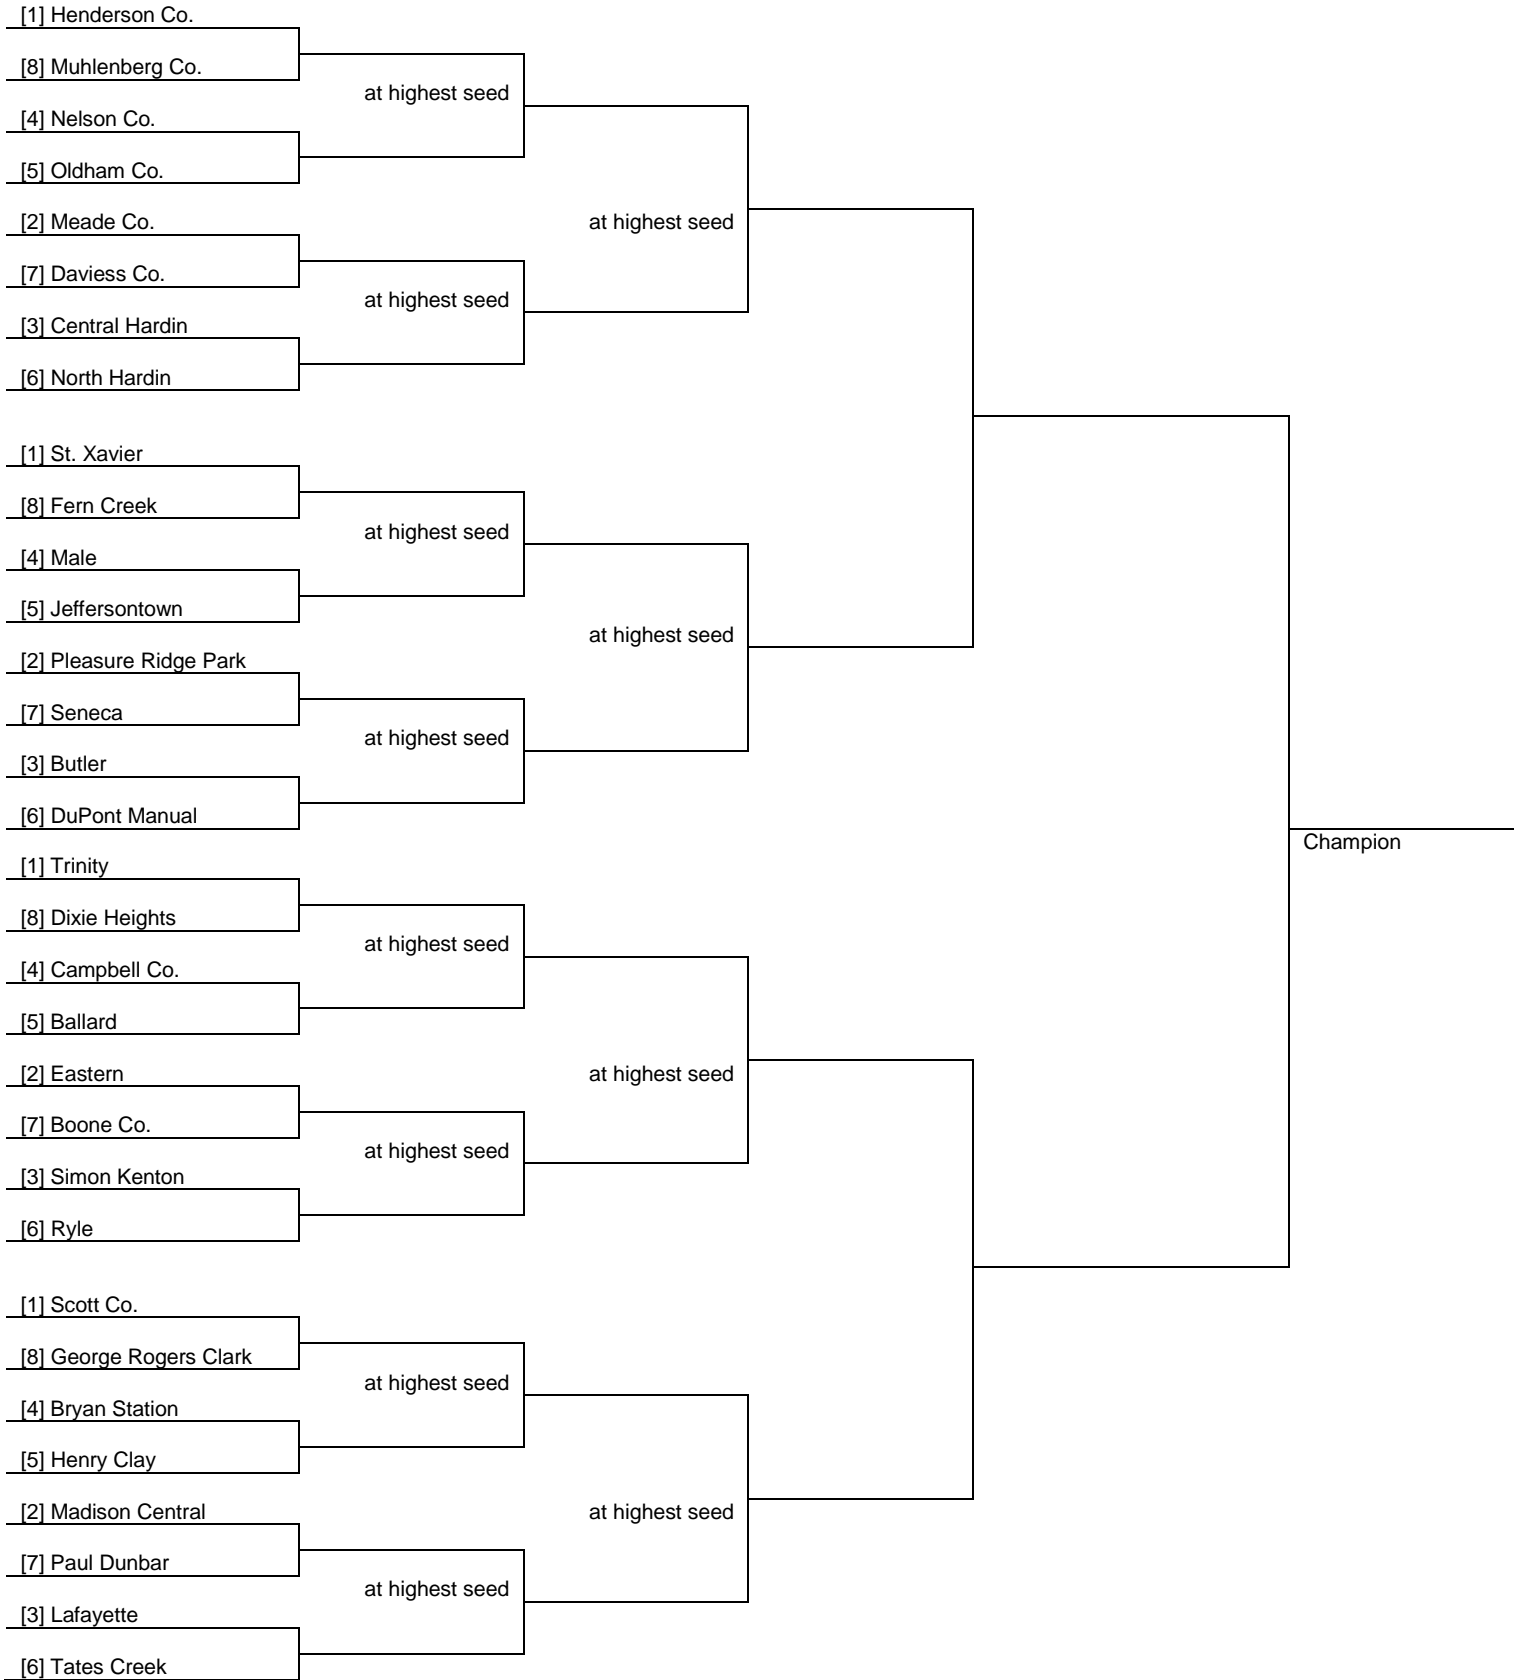 [1] Henderson Co.
[8] Muhlenberg Co.
at highest seed
[4] Nelson Co.
[5] Oldham Co.
[2] Meade Co.
at highest seed
[7] Daviess Co.
at highest seed
[3] Central Hardin
[6] North Hardin
[1] St. Xavier
[8] Fern Creek
at highest seed
[4] Male
[5] Jeffersontown
at highest seed
[2] Pleasure Ridge Park
[7] Seneca
at highest seed
[3] Butler
[6] DuPont Manual
Champion
[1] Trinity
[8] Dixie Heights
at highest seed
[4] Campbell Co.
[5] Ballard
[2] Eastern
at highest seed
[7] Boone Co.
at highest seed
[3] Simon Kenton
[6] Ryle
[1] Scott Co.
[8] George Rogers Clark
at highest seed
[4] Bryan Station
[5] Henry Clay
[2] Madison Central
at highest seed
[7] Paul Dunbar
at highest seed
[3] Lafayette
[6] Tates Creek